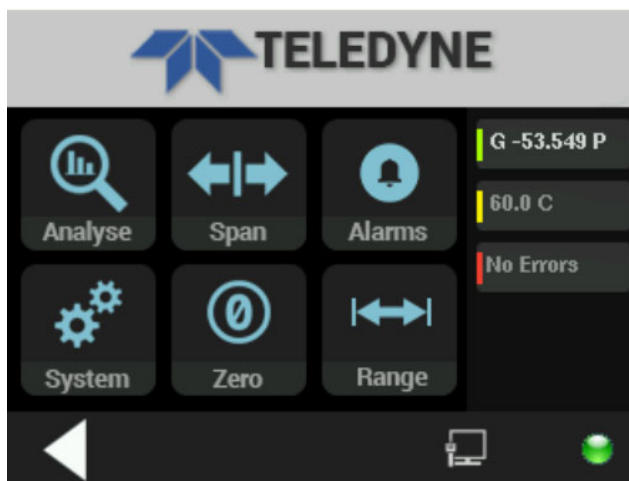 TELEDYNE
Analyse
Span
Alarms
G -53.549 P
60.0 C
No Errors
System
Zero
Range